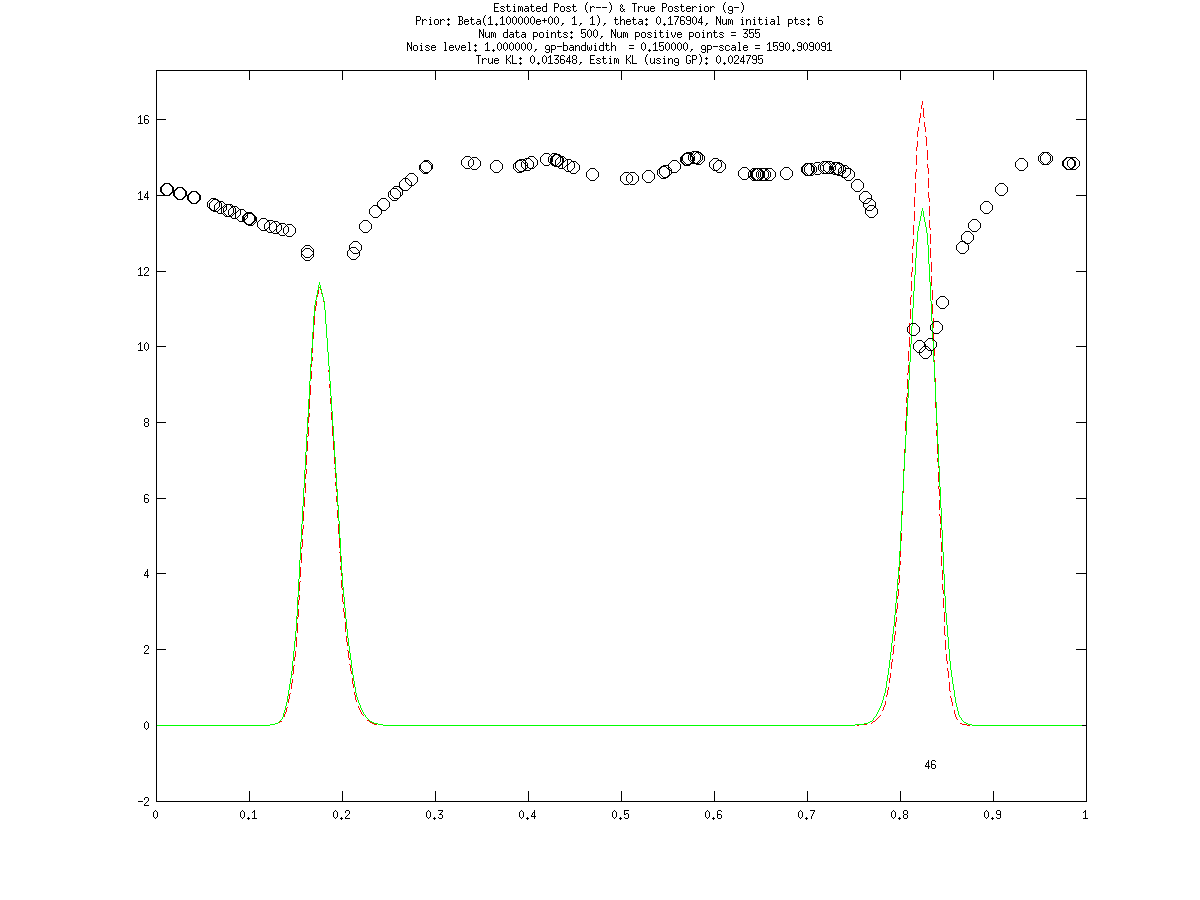 Estimated Post (r--) & True Posterior (g-)
Prior: Beta(1.100000e+00, 1, 1), theta: 0.176904, Num initial pts: 6
Num data points: 500, Num positive points = 355
Noise level: 1.000000, gp-bandwidth  = 0.150000, gp-scale = 1590.909091
True KL: 0.013648, Estim KL (using GP): 0.024795
16
14
12
10
8
6
4
2
0
46
-2
0 0.1 0.2 0.3 0.4 0.5 0.6 0.7 0.8 0.9 1